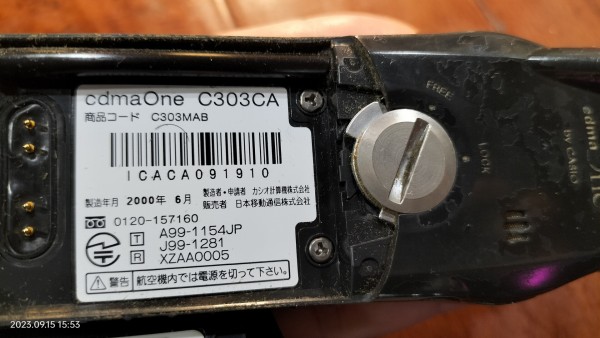 cdmaOne C303CA
商品コード C303MAB
ICACA091910
製造年月 2000年 6月
製造者・申請者 カシオ計算機株式会社
販売者 日本移動通信株式会社
0120-157160
T A99-1154JP
J99-1281
R XZAA0005
警告 航空機内では電源を切って下さい。
FREE
LOCK
cdma
BY CASIO
2023.09.15 15:53